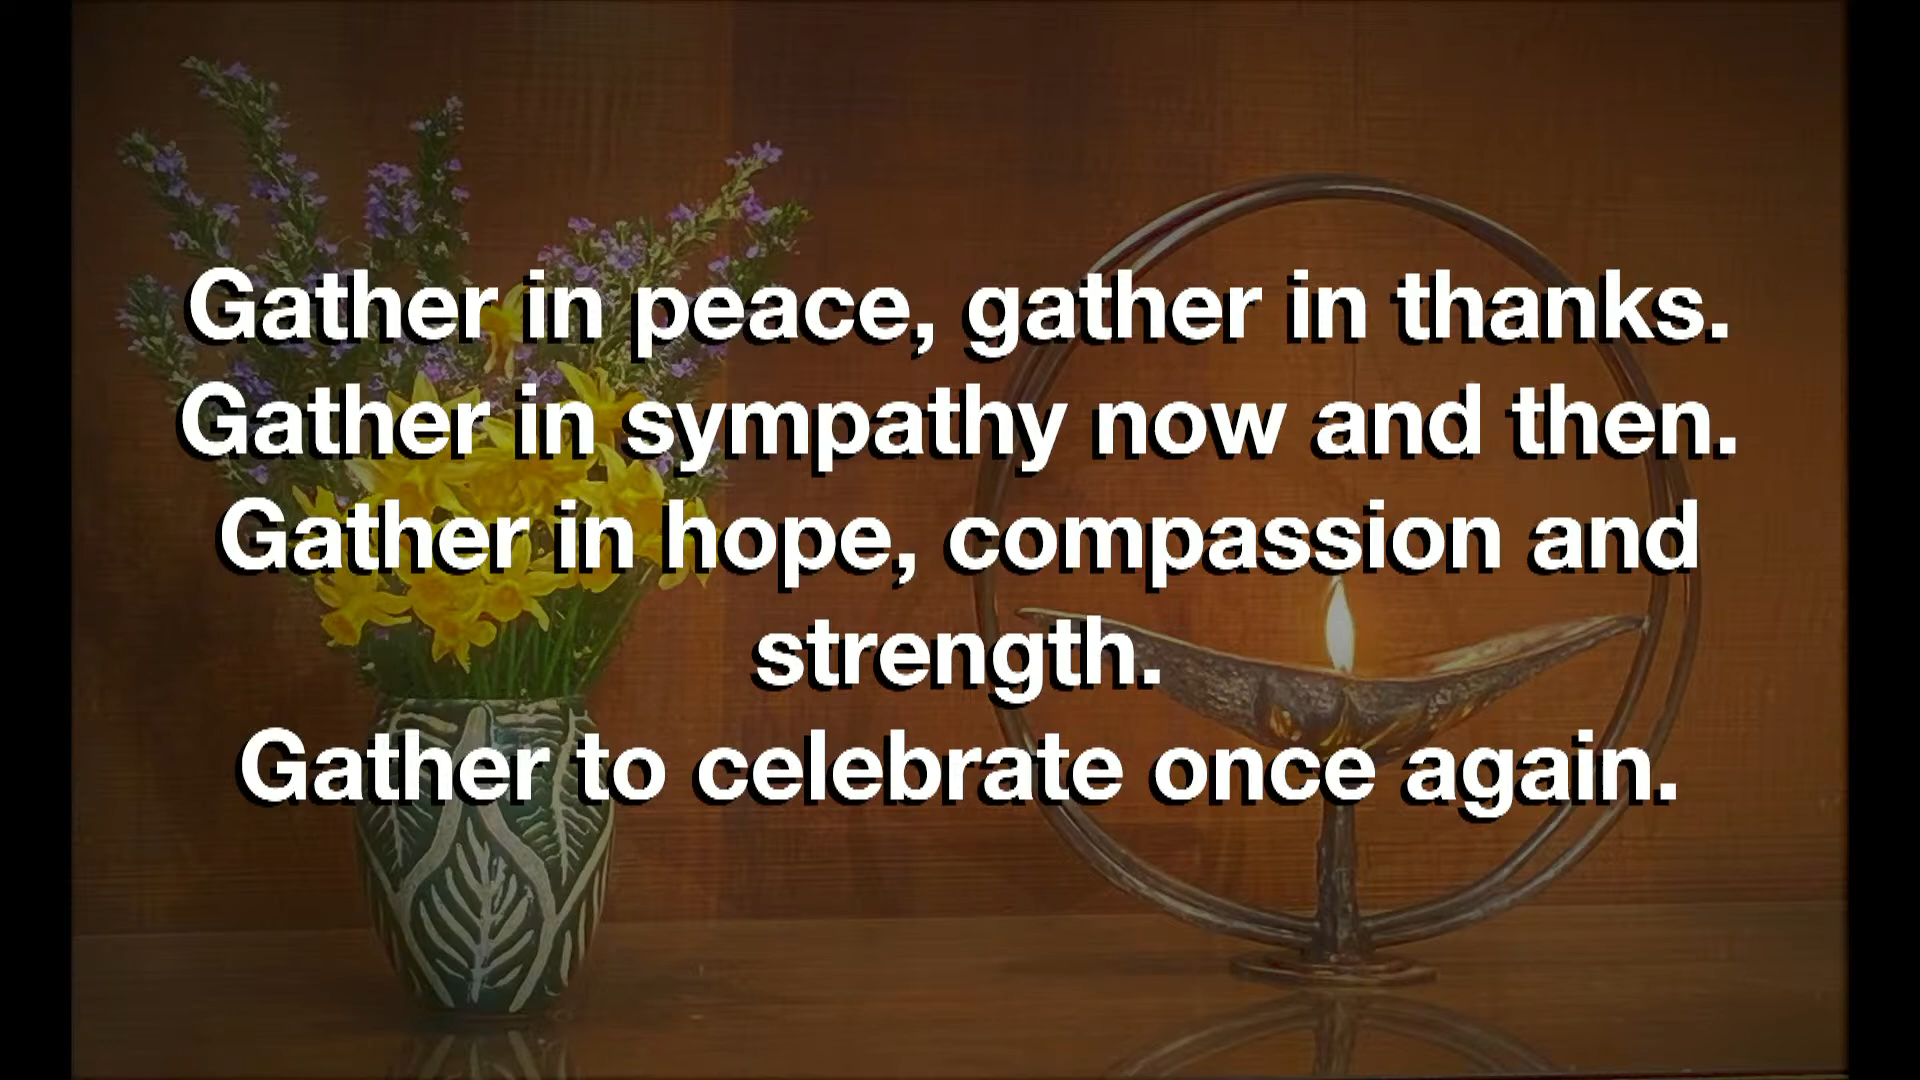 Gather in peace, gather in thanks.
Gather in sympathy now and then.
Gather in hope, compassion and
strength.
Gather to celebrate once again.